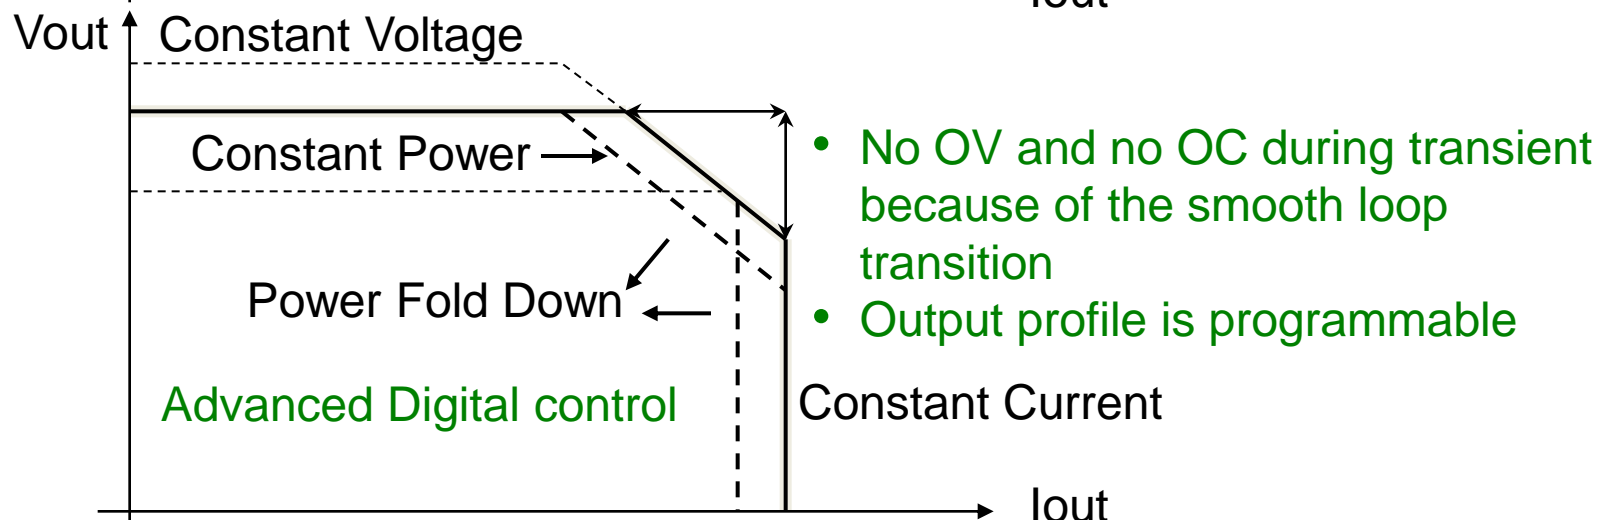 Iout
Vout
Constant Voltage
Constant Power
• No OV and no OC during transient
because of the smooth loop
transition
Power Fold Down
• Output profile is programmable
Advanced Digital control
Constant Current
Iout